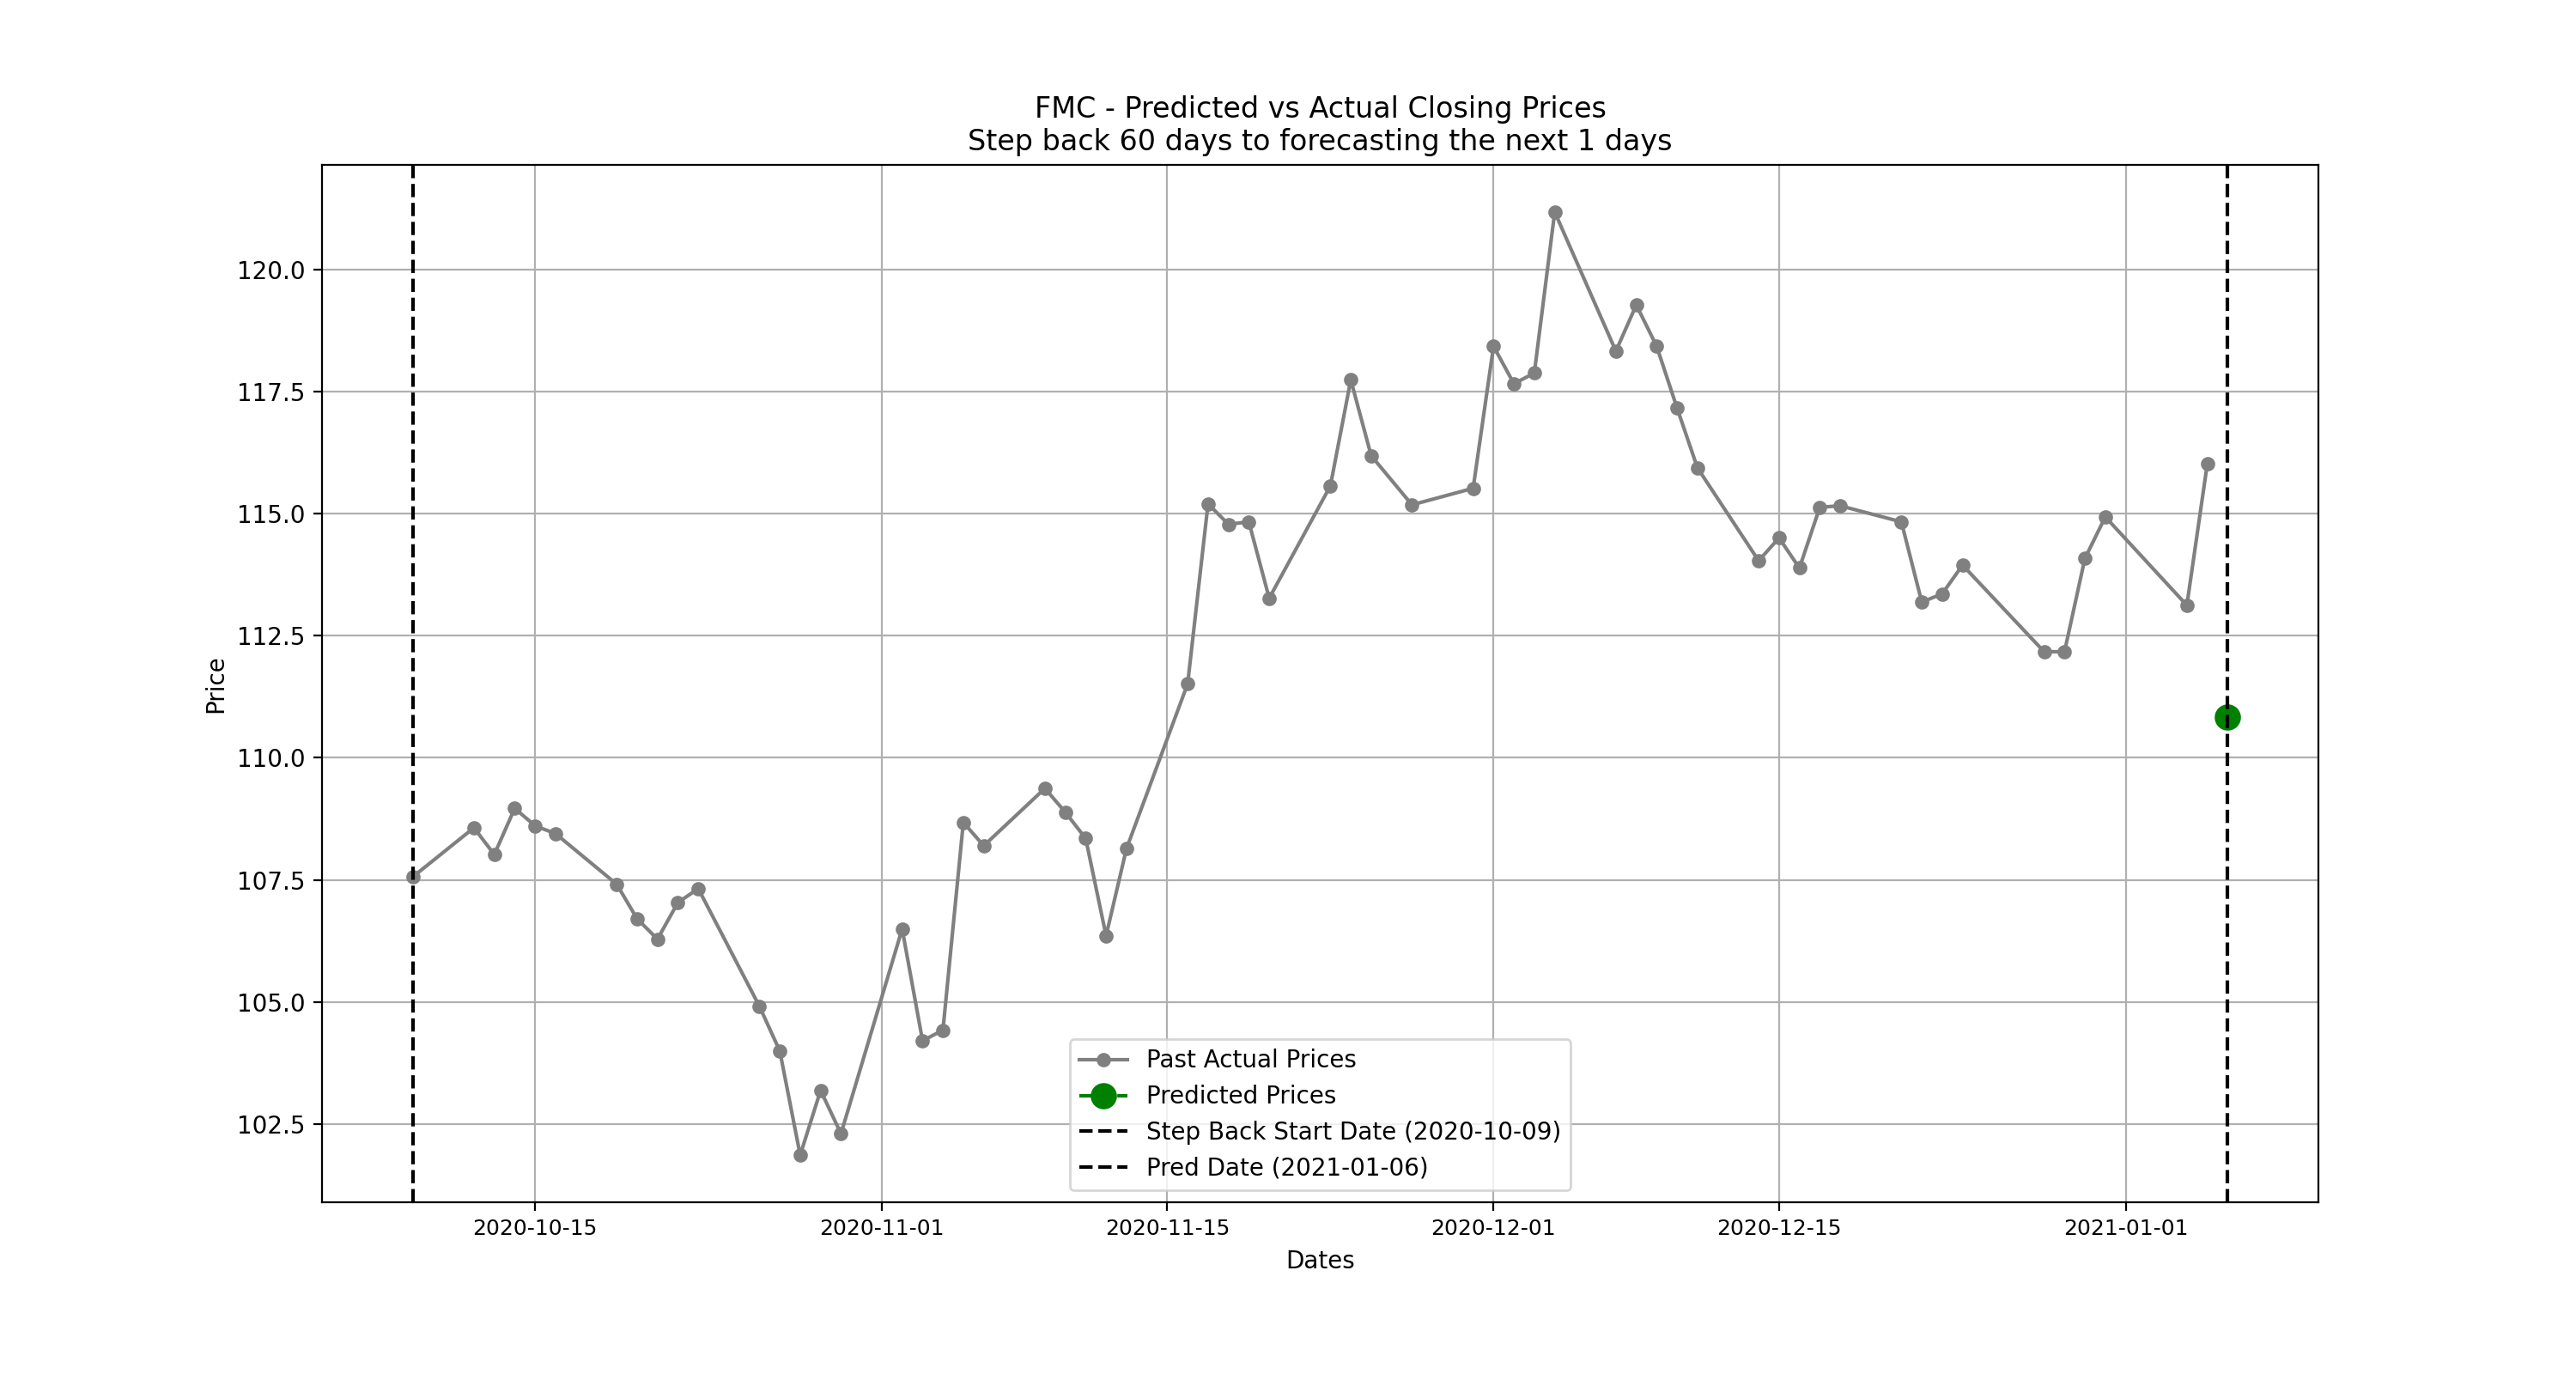 FMC - Predicted vs Actual Closing Prices
Step back 60 days to forecasting the next 1 days
120.0
117.5
115.0
112.5
110.0
107.5
105.0
102.5
Price
Past Actual Prices
Predicted Prices
Step Back Start Date (2020-10-09)
Pred Date (2021-01-06)
2020-10-15 2020-11-01 2020-11-15 2020-12-01 2020-12-15 2021-01-01
Dates